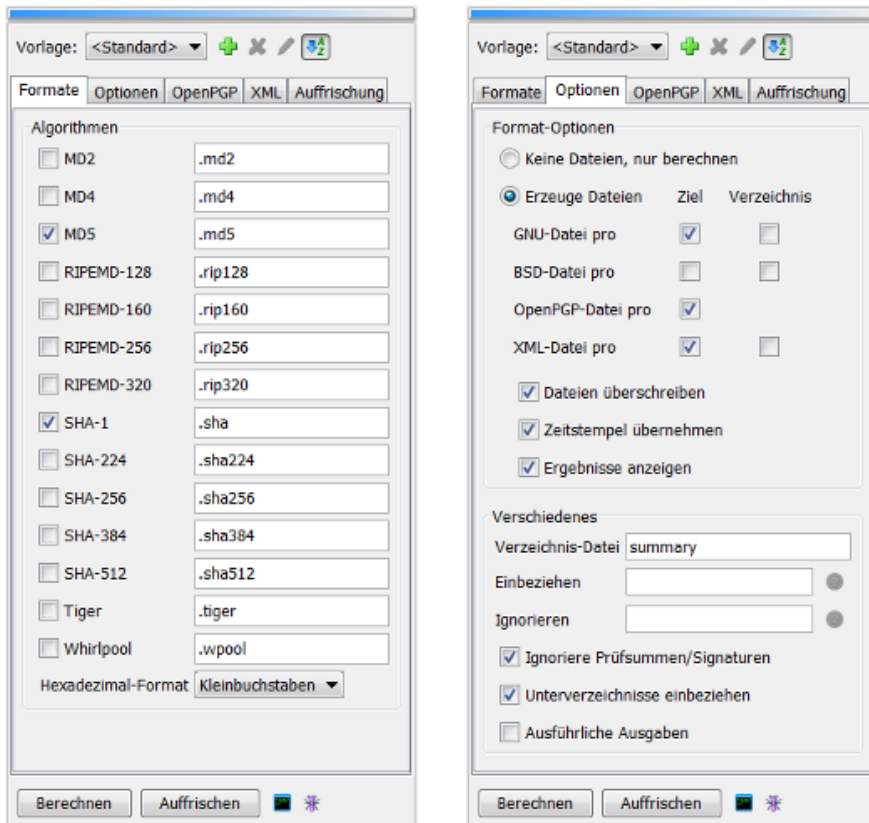 Vorlage: <Standard>
Formate Optionen OpenPGP XML Auffrischung
Algorithmen
MD2 .md2
MD4 .md4
MD5 .md5
RIPEMD-128 .rip128
RIPEMD-160 .rip160
RIPEMD-256 .rip256
RIPEMD-320 .rip320
SHA-1 .sha
SHA-224 .sha224
SHA-256 .sha256
SHA-384 .sha384
SHA-512 .sha512
Tiger .tiger
Whirlpool .wpool
Hexadezimal-Format Kleinbuchstaben
Berechnen Auffrischen
Vorlage: <Standard>
Formate Optionen OpenPGP XML Auffrischung
Format-Optionen
Keine Dateien, nur berechnen
Erzeuge Dateien Ziel Verzeichnis
GNU-Datei pro
BSD-Datei pro
OpenPGP-Datei pro
XML-Datei pro
Dateien überschreiben
Zeitstempel übernehmen
Ergebnisse anzeigen
Verschiedenes
Verzeichnis-Datei summary
Einbeziehen
Ignorieren
Ignoriere Prüfsummen/Signaturen
Unterverzeichnisse einbeziehen
Ausführliche Ausgaben
Berechnen Auffrischen